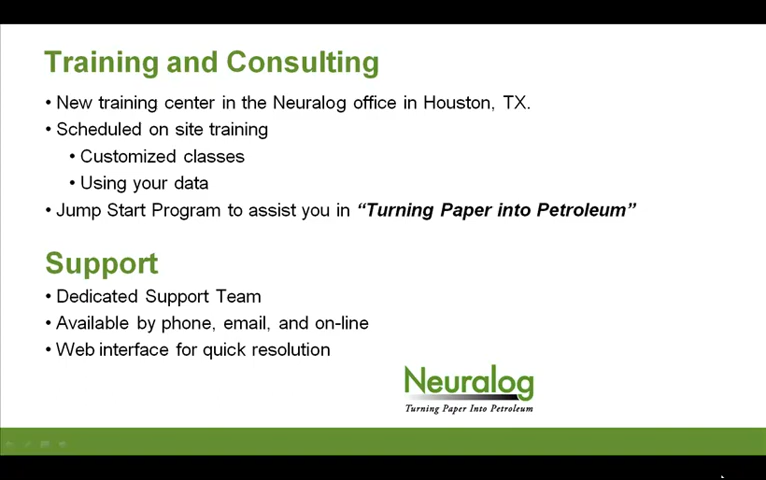 Training and Consulting
• New training center in the Neuralog office in Houston, TX.
• Scheduled on site training
• Customized classes
• Using your data
• Jump Start Program to assist you in “Turning Paper into Petroleum”
Support
• Dedicated Support Team
• Available by phone, email, and on-line
• Web interface for quick resolution
Neuralog
Turning Paper Into Petroleum